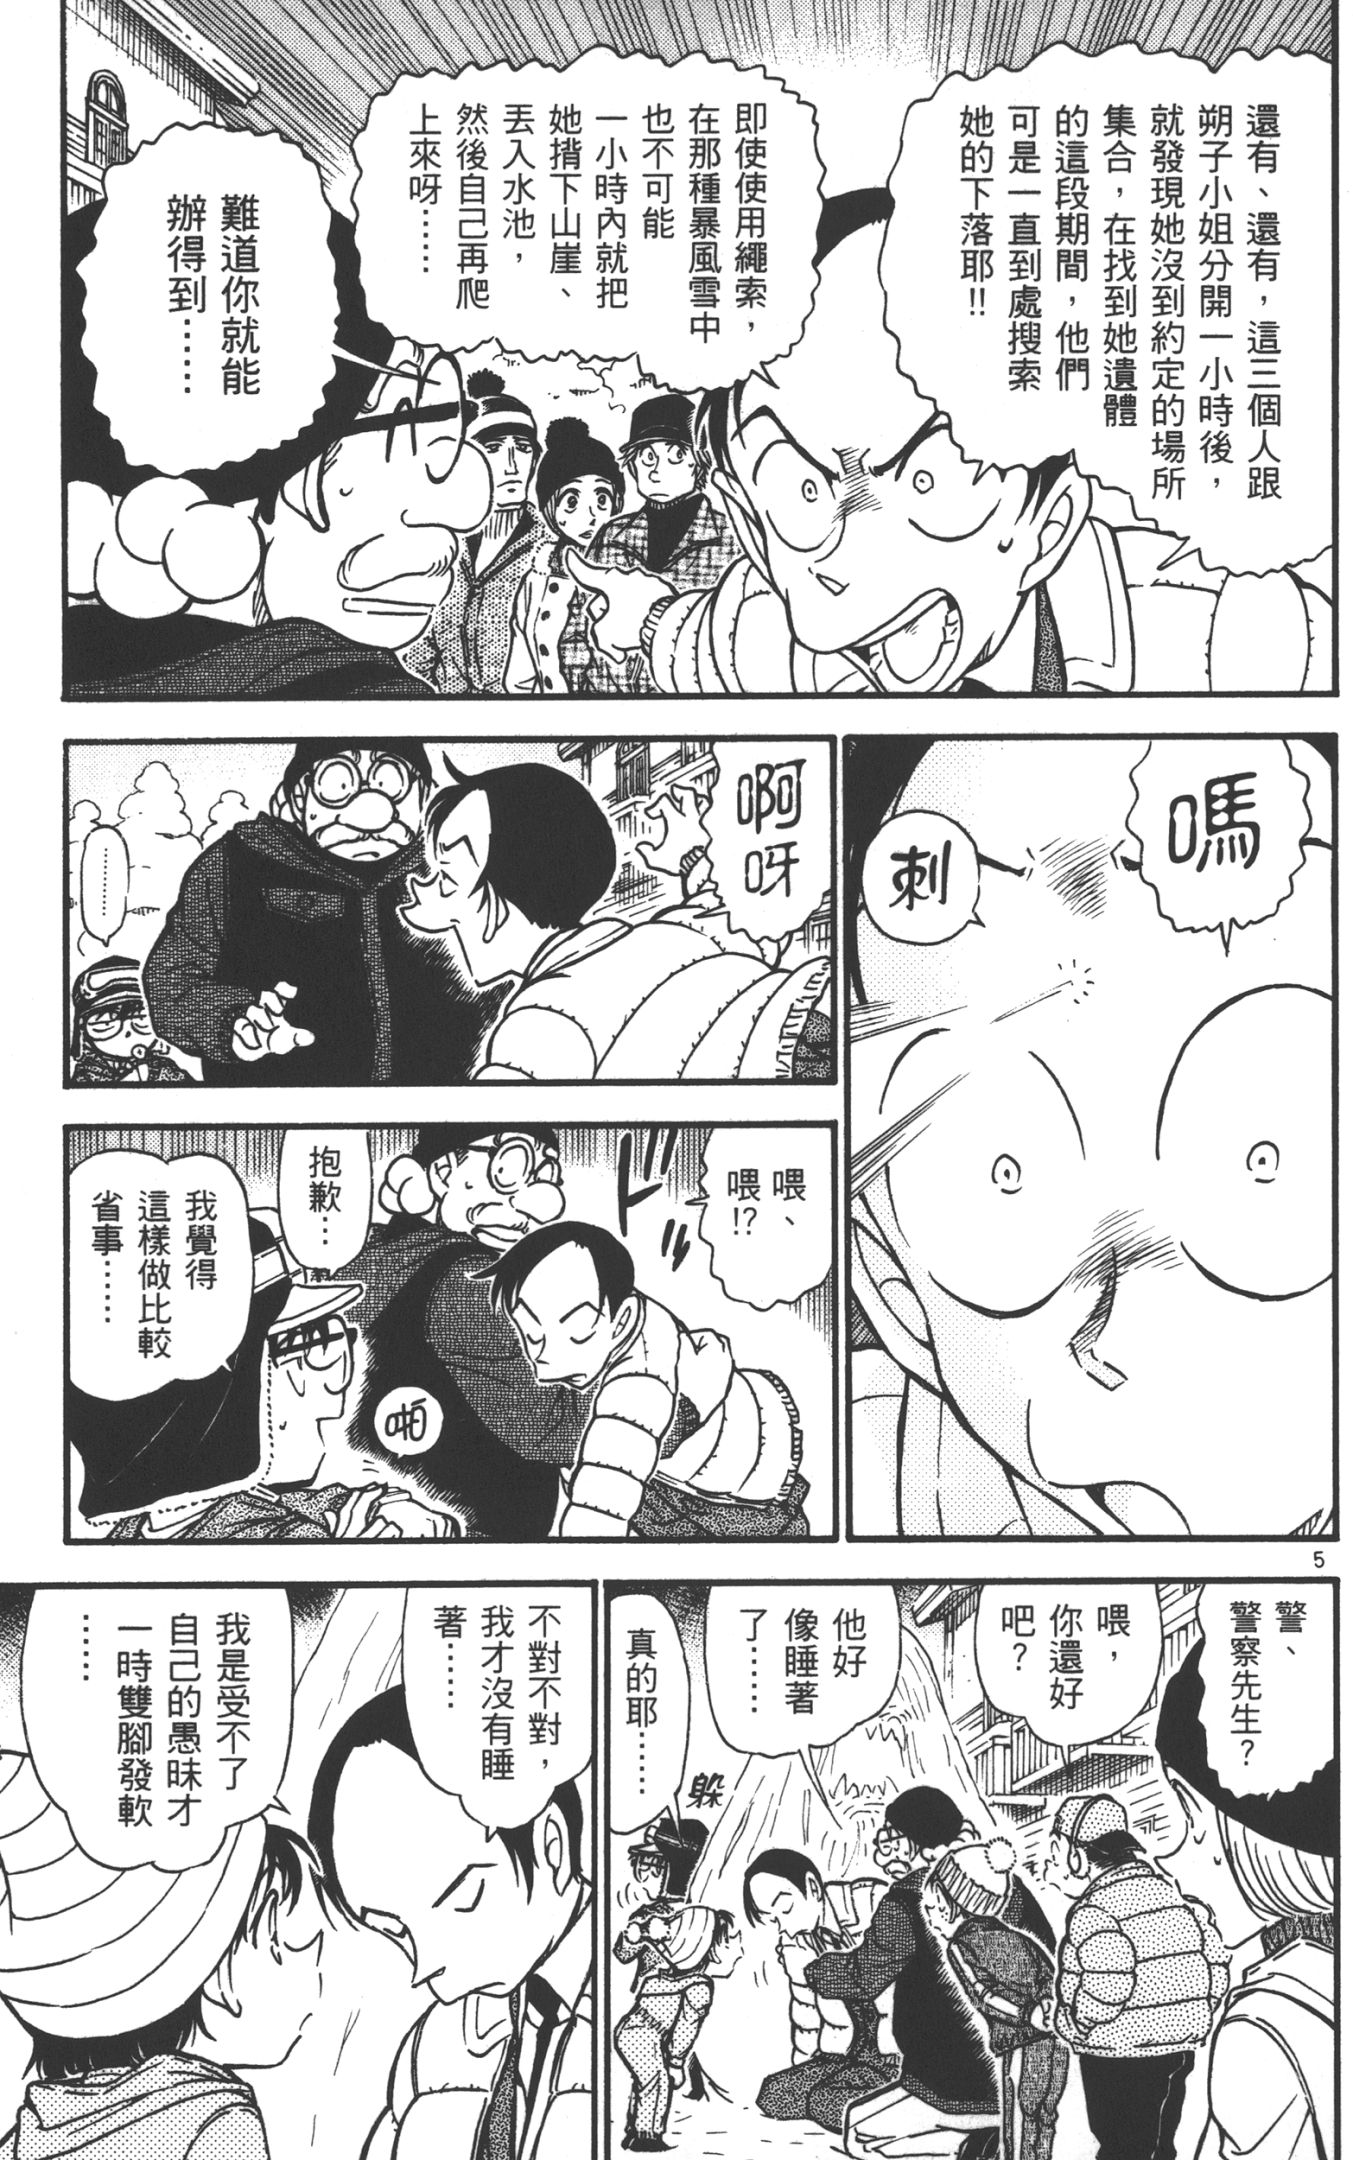 還有、還有，這三個人跟
朔子小姐分開一小時後，
就發現她沒到約定的場所
集合，在找到她遺體
的這段期間，他們
可是一直到處搜索
她的下落耶!!
即使使用繩索，
在那種暴風雪中
也不可能
一小時內就把
她揹下山崖、
丟入水池，
然後自己再爬
上來呀……
難道你就能
辦得到……
嗎
刺
啊
呀
………
喂、
喂!?
抱歉…
我覺得
這樣做比較
省事……
啪
5
警、
警察先生?
喂，
你還好
吧?
他好
像睡著
了……
真的耶……
躲
不對不對，
我才沒有睡
著……
我是受不了
自己的愚昧才
一時雙腳發軟
……